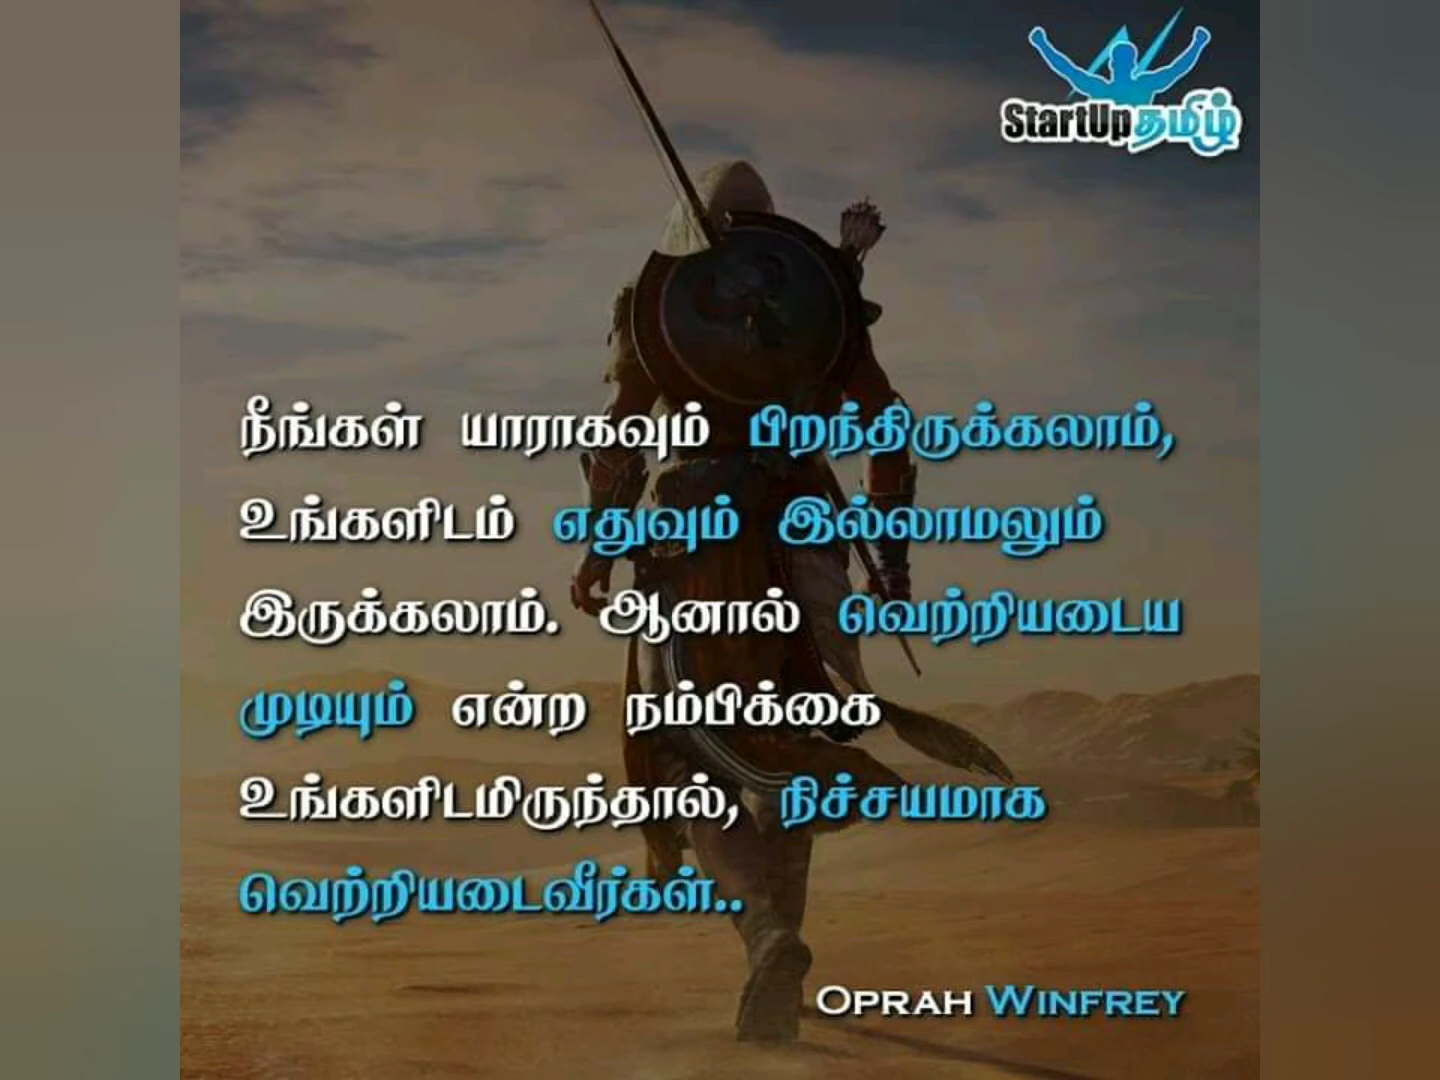 StartUpதமிழ்
நீங்கள் யாராகவும் பிறந்திருக்கலாம்,
உங்களிடம் எதுவும் இல்லாமலும்
இருக்கலாம். ஆனால் வெற்றியடைய
முடியும் என்ற நம்பிக்கை
உங்களிடமிருந்தால், நிச்சயமாக
வெற்றியடைவீர்கள்..
OPRAH WINFREY